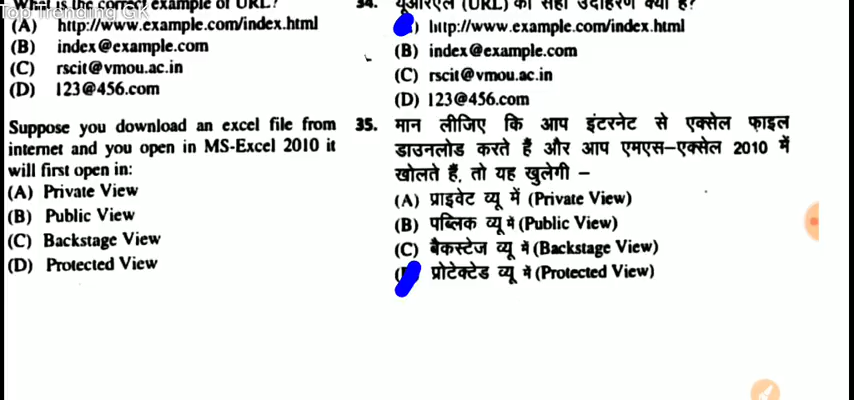 What is the correct example of URL?
Top Trending GK
(A) http://www.example.com/index.html
(B) index@example.com
(C) rscit@vmou.ac.in
(D) 123@456.com
Suppose you download an excel file from
internet and you open in MS-Excel 2010 it
will first open in:
(A) Private View
(B) Public View
(C) Backstage View
(D) Protected View
34. यूआरएल (URL) का सही उदाहरण क्या है?
) http://www.example.com/index.html
(B) index@example.com
(C) rscit@vmou.ac.in
(D) 123@456.com
35. मान लीजिए कि आप इंटरनेट से एक्सेल फ़ाइल
डाउनलोड करते हैं और आप एमएस-एक्सेल 2010 में
खोलते हैं, तो यह खुलेगी –
(A) प्राइवेट व्यू में (Private View)
(B) पब्लिक व्यू में (Public View)
(C) बैकस्टेज व्यू में (Backstage View)
( प्रोटेक्टेड व्यू में (Protected View)